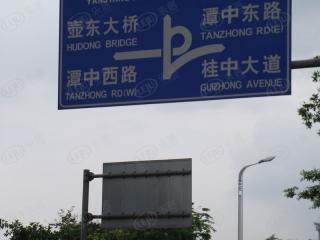 壶东大桥
HUDONG BRIDGE
潭中东路
TANZHONG RD(E)
潭中西路
TANZHONG RD(W)
桂中大道
GUIZHONG AVENUE